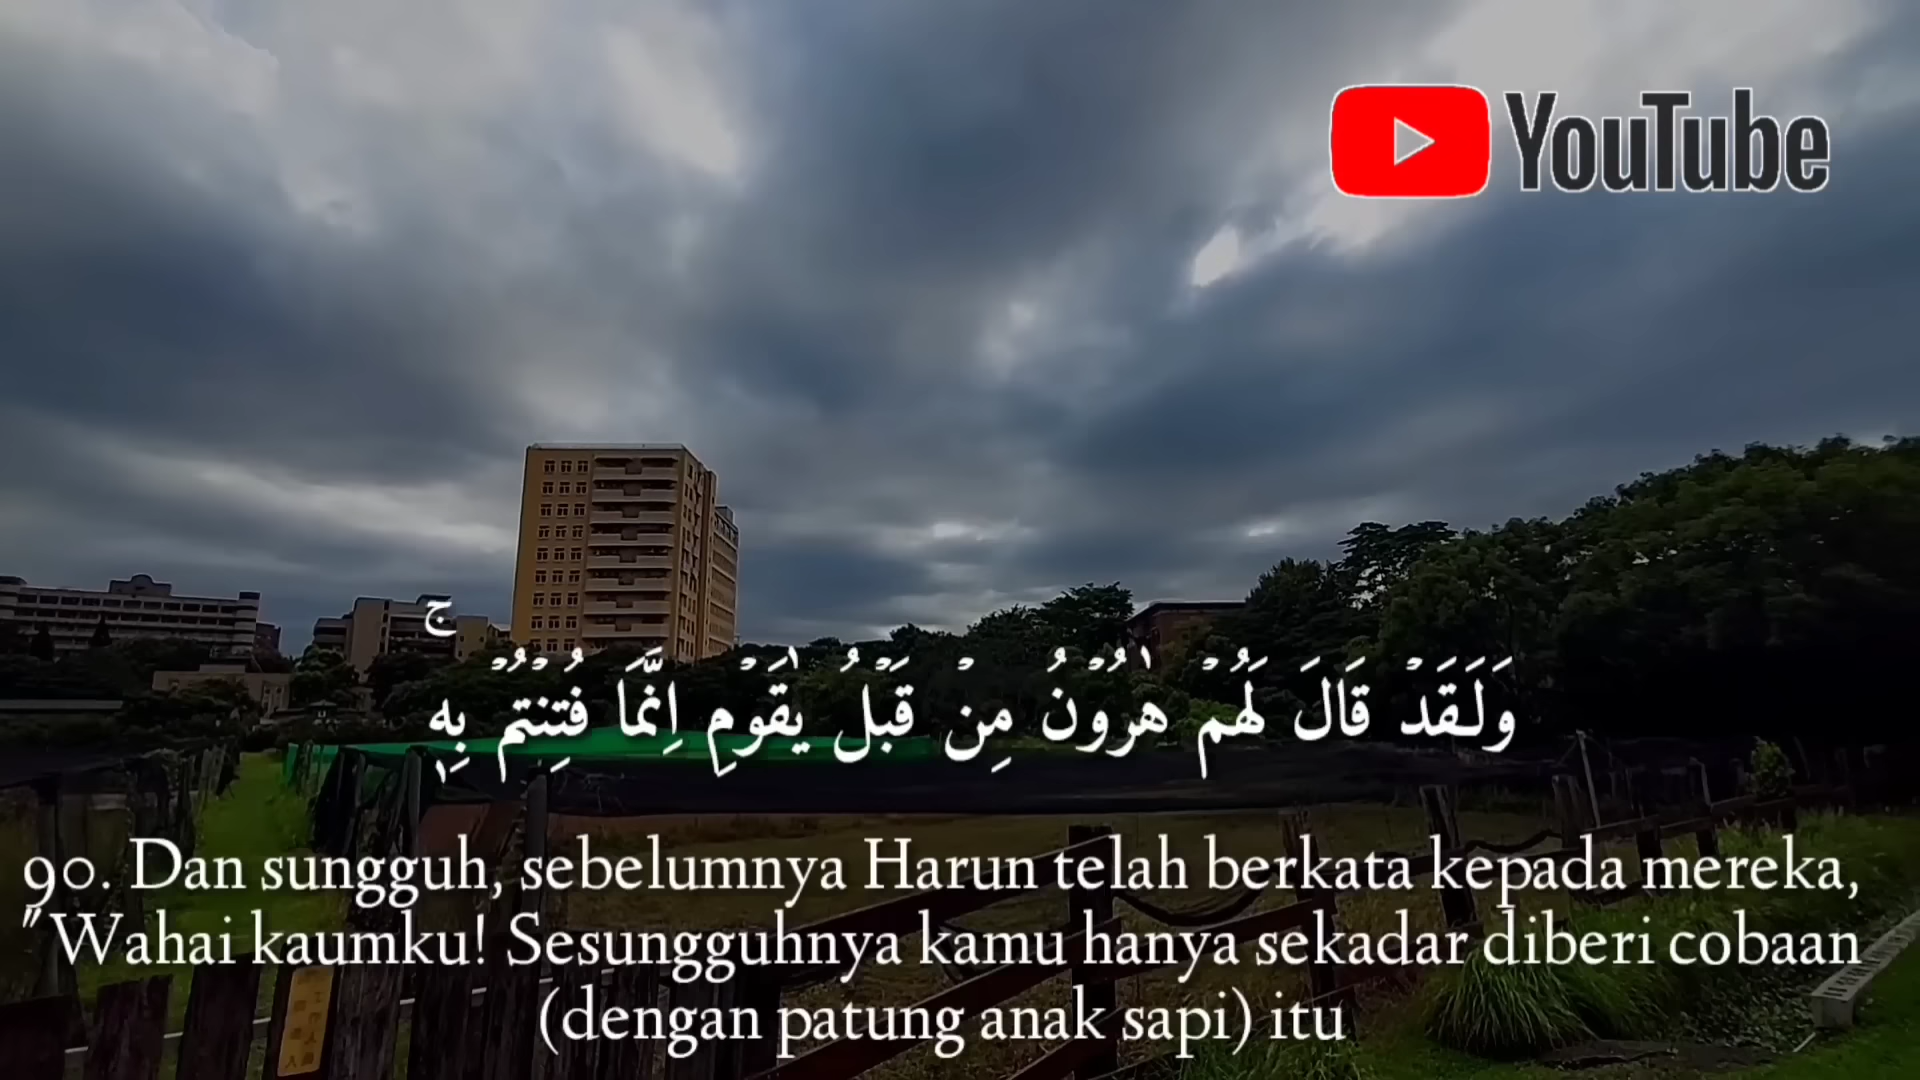 YouTube
وَلَقَدْ قَالَ لَهُمْ هٰرُوْنُ مِنْ قَبْلُ يٰقَوْمِ اِنَّمَا فُتِنْتُمْ بِهٖۚ
90. Dan sungguh, sebelumnya Harun telah berkata kepada mereka,
"Wahai kaumku! Sesungguhnya kamu hanya sekadar diberi cobaan
(dengan patung anak sapi) itu